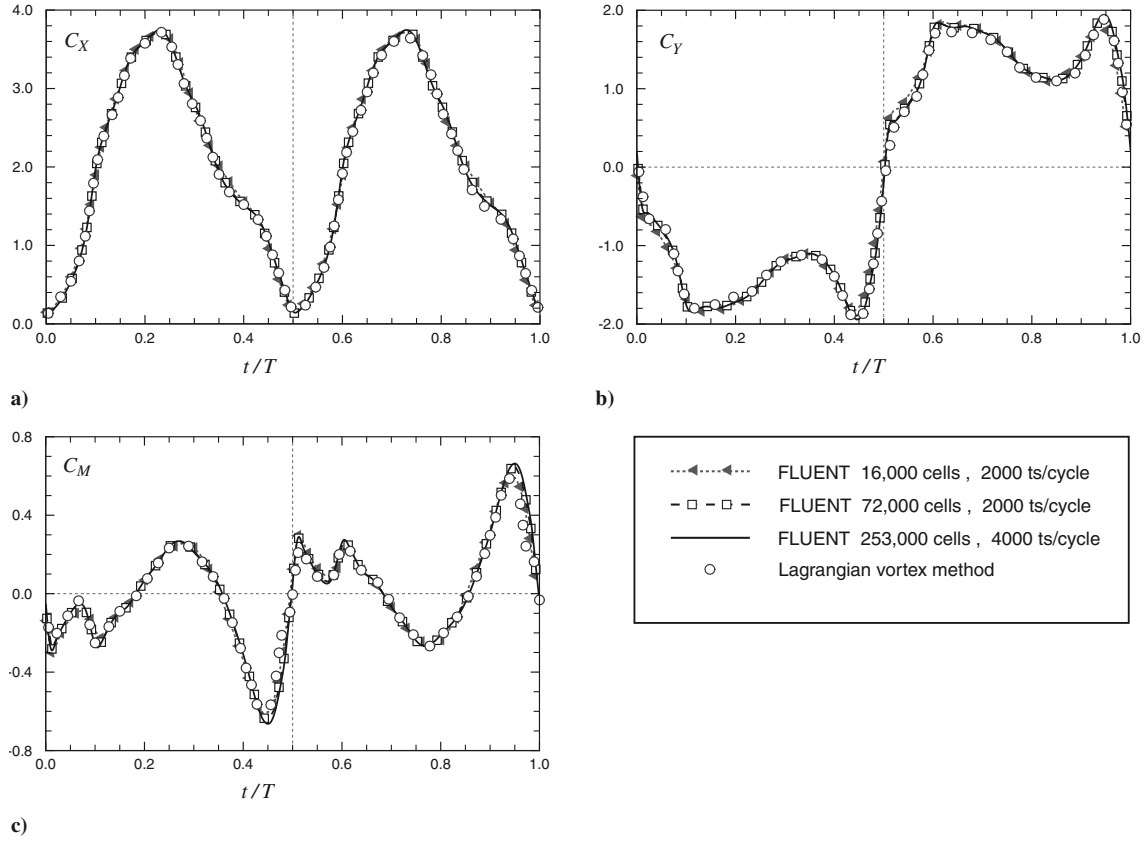 C_X
4.0
3.0
2.0
1.0
0.0
0.0 0.2 0.4 0.6 0.8 1.0
t/T
a)
C_Y
2.0
1.0
0.0
-1.0
-2.0
0.0 0.2 0.4 0.6 0.8 1.0
t/T
b)
C_M
0.8
0.4
0.0
-0.4
-0.8
0.0 0.2 0.4 0.6 0.8 1.0
t/T
c)
FLUENT 16,000 cells , 2000 ts/cycle
FLUENT 72,000 cells , 2000 ts/cycle
FLUENT 253,000 cells , 4000 ts/cycle
Lagrangian vortex method